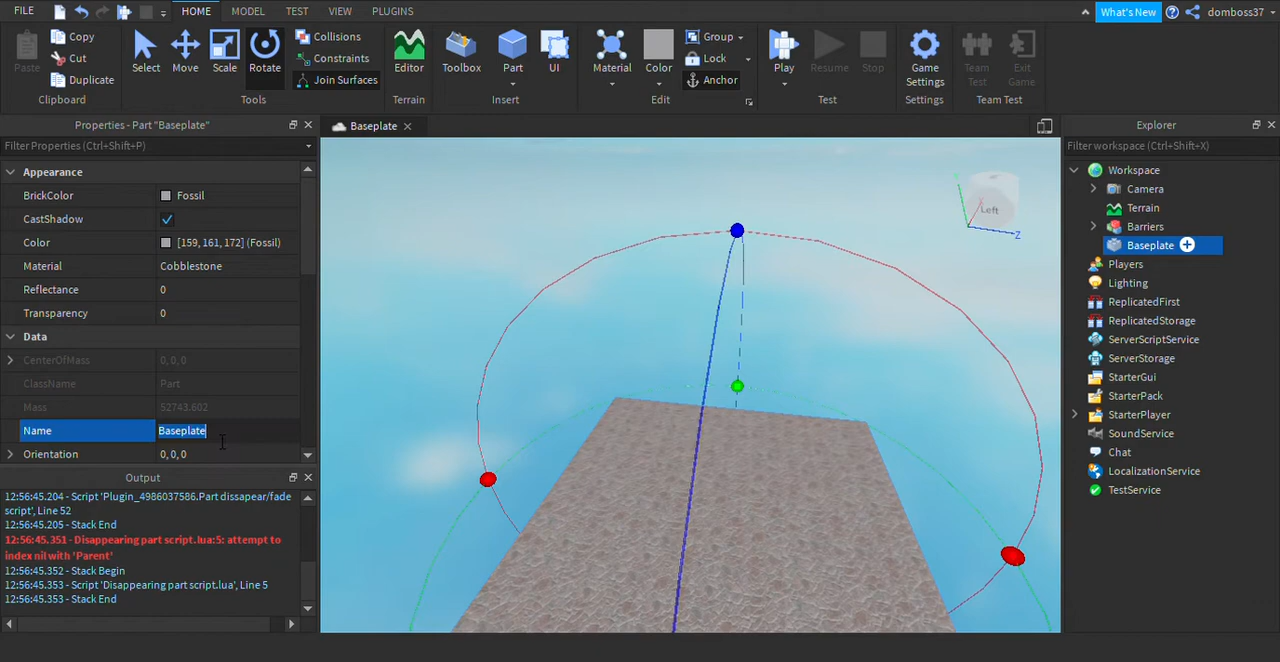 FILE HOME MODEL TEST VIEW PLUGINS What's New domboss37
Paste Copy Cut Duplicate
Select Move Scale Rotate
Collisions Constraints Join Surfaces
Editor Toolbox Part UI
Material Color Group Lock Anchor
Play Resume Stop
Game Settings
Team Test
Exit Game
Clipboard Tools Terrain Insert Edit Test Settings Team Test
Properties - Part "Baseplate"
Filter Properties (Ctrl+Shift+P)
Appearance
BrickColor Fossil
CastShadow
Color [159, 161, 172] (Fossil)
Material Cobblestone
Reflectance 0
Transparency 0
Data
CenterOfMass 0, 0, 0
ClassName Part
Mass 52743.602
Name Baseplate
Orientation 0, 0, 0
Output
12:56:45.204 - Script 'Plugin_4986037586.Part dissapear/fade
script', Line 52
12:56:45.205 - Stack End
12:56:45.351 - Disappearing part script.lua:5: attempt to
index nil with 'Parent'
12:56:45.352 - Stack Begin
12:56:45.353 - Script 'Disappearing part script.lua', Line 5
12:56:45.353 - Stack End
Baseplate
Left
Z
Explorer
Filter workspace (Ctrl+Shift+X)
Workspace
Camera
Terrain
Barriers
Baseplate
Players
Lighting
ReplicatedFirst
ReplicatedStorage
ServerScriptService
ServerStorage
StarterGui
StarterPack
StarterPlayer
SoundService
Chat
LocalizationService
TestService